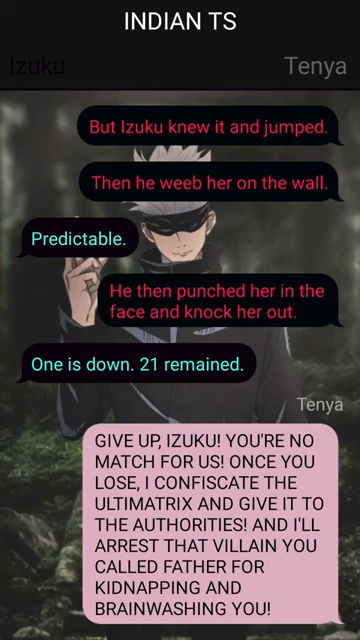 INDIAN TS
Izuku
Tenya
But Izuku knew it and jumped.
Then he weeb her on the wall.
Predictable.
He then punched her in the
face and knock her out.
One is down. 21 remained.
Tenya
GIVE UP, IZUKU! YOU'RE NO
MATCH FOR US! ONCE YOU
LOSE, I CONFISCATE THE
ULTIMATRIX AND GIVE IT TO
THE AUTHORITIES! AND I'LL
ARREST THAT VILLAIN YOU
CALLED FATHER FOR
KIDNAPPING AND
BRAINWASHING YOU!